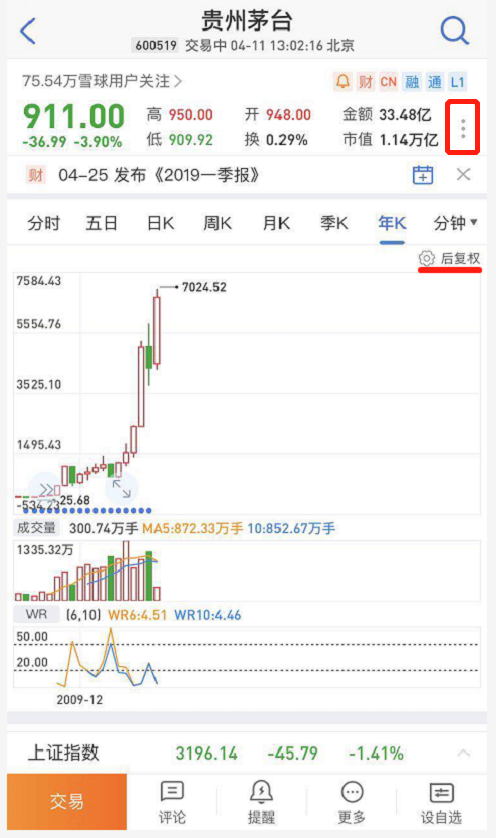 贵州茅台
600519 交易中 04-11 13:02:16 北京
75.54万雪球用户关注 财 CN 融 通 L1
911.00 高 950.00 开 948.00 金额 33.48亿
-36.99 -3.90% 低 909.92 换 0.29% 市值 1.14万亿
财 04-25 发布《2019一季报》
分时 五日 日K 周K 月K 季K 年K 分钟
后复权
7584.43
7024.52
5554.76
3525.10
1495.43
25.68
-534.23
成交量 300.74万手 MA5:872.33万手 10:852.67万手
1335.32万
WR (6,10) WR6:4.51 WR10:4.46
50.00
20.00
2009-12
上证指数 3196.14 -45.79 -1.41%
交易 评论 提醒 更多 设自选